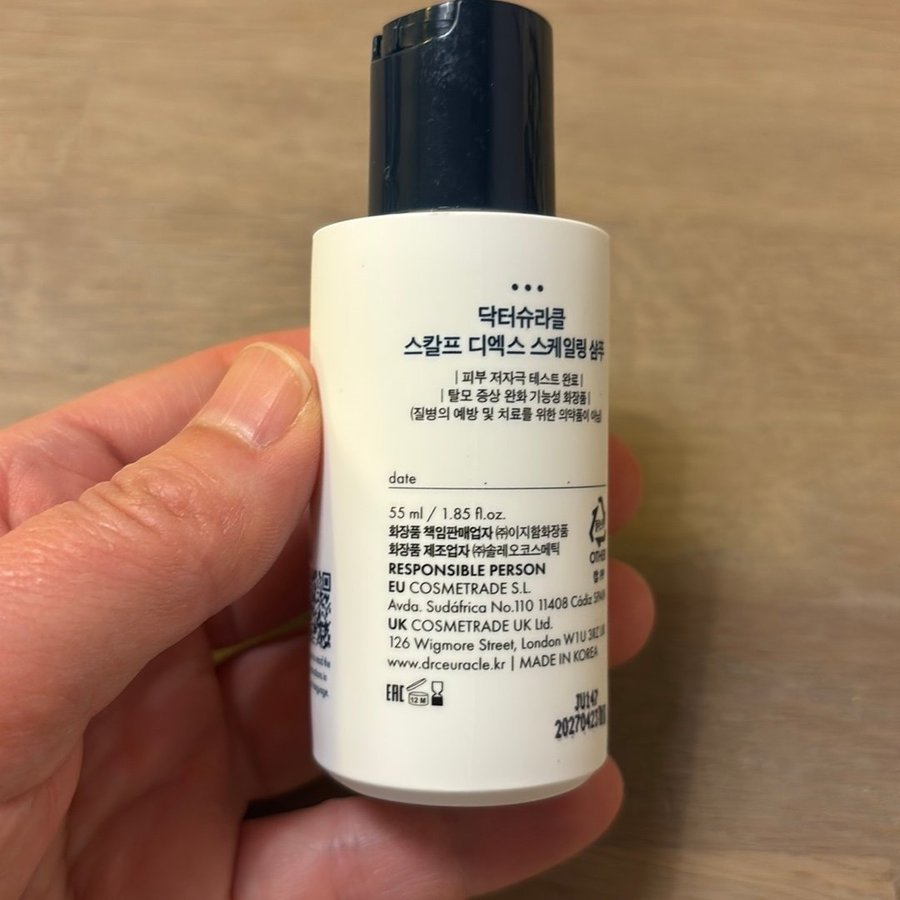 닥터슈라클
스칼프 디엑스 스케일링 샴푸
| 피부 저자극 테스트 완료 |
| 탈모 증상 완화 기능성 화장품 |
(질병의 예방 및 치료를 위한 의약품이 아님)
date
55 ml / 1.85 fl.oz.
화장품 책임판매업자 ㈜이지함화장품
화장품 제조업자 ㈜솔레오코스메틱
OTHER
RESPONSIBLE PERSON
EU COSMETRADE S.L.
Avda. Sudáfrica No.110 11408 Cádiz SPAIN
UK COSMETRADE UK Ltd.
126 Wigmore Street, London W1U 3RZ
www.drceuracle.kr | MADE IN KOREA
EAC 12 M
JU147
20270423